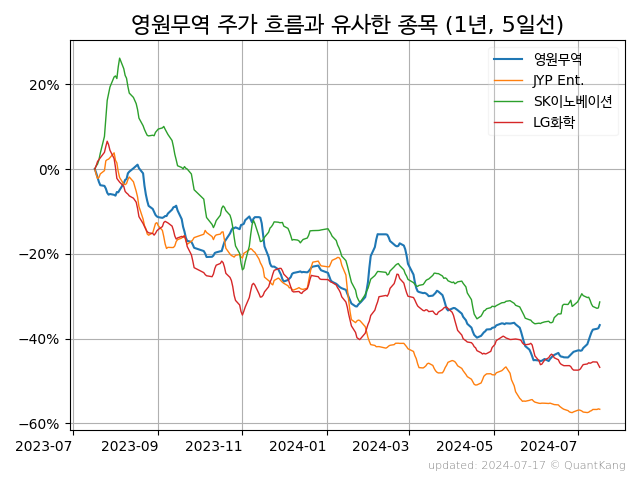 영원무역 주가 흐름과 유사한 종목 (1년, 5일선)
영원무역
JYP Ent.
SK이노베이션
LG화학
20%
0%
−20%
−40%
−60%
2023-07 2023-09 2023-11 2024-01 2024-03 2024-05 2024-07
updated: 2024-07-17 © QuantKang